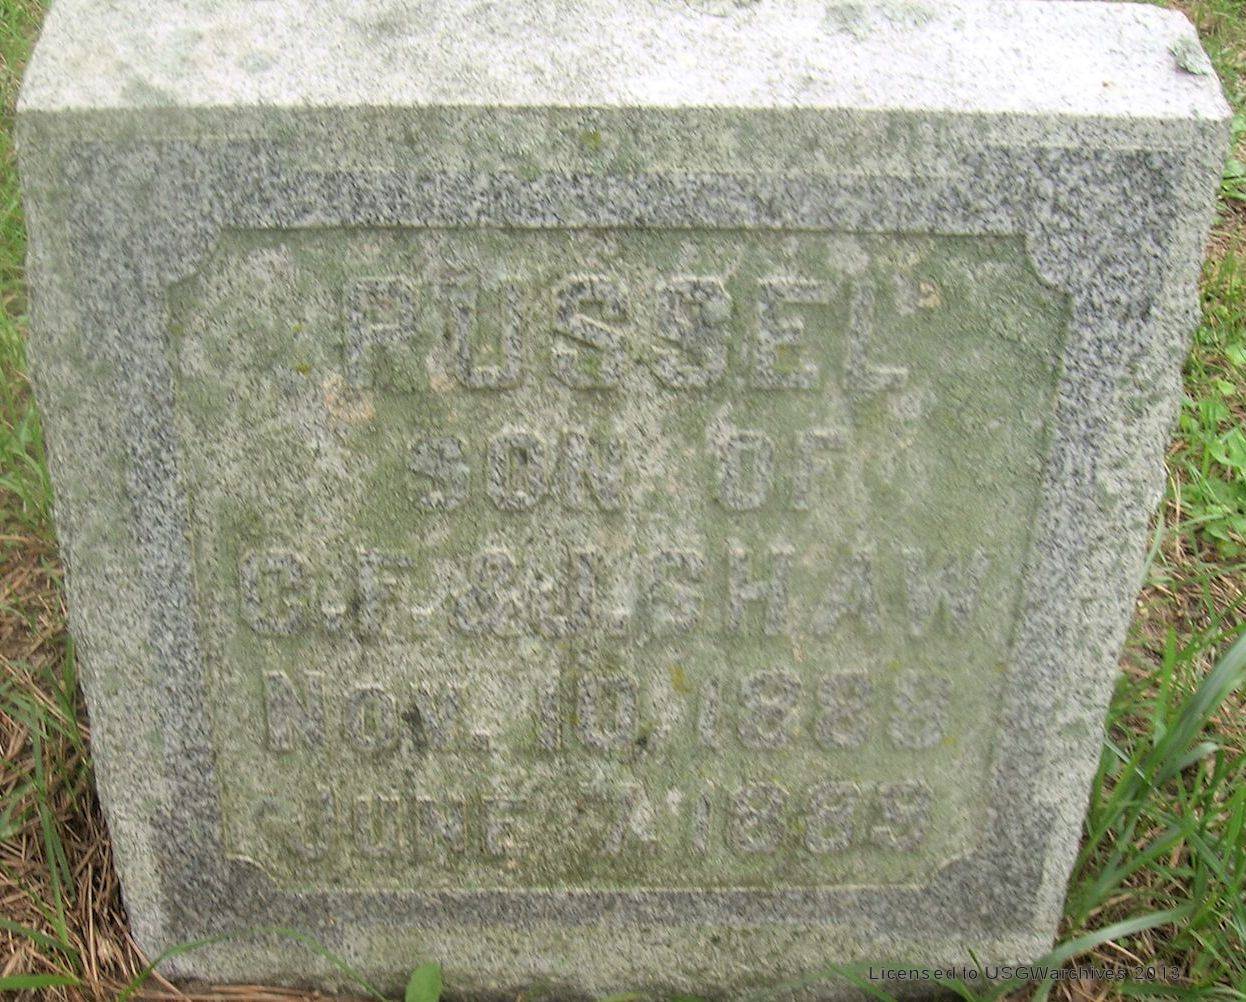 RUSSEL
SON OF
C.F. & J. SHAW
NOV. 10, 1888
JUNE 7, 1889
Licensed to USGWarchives 2013